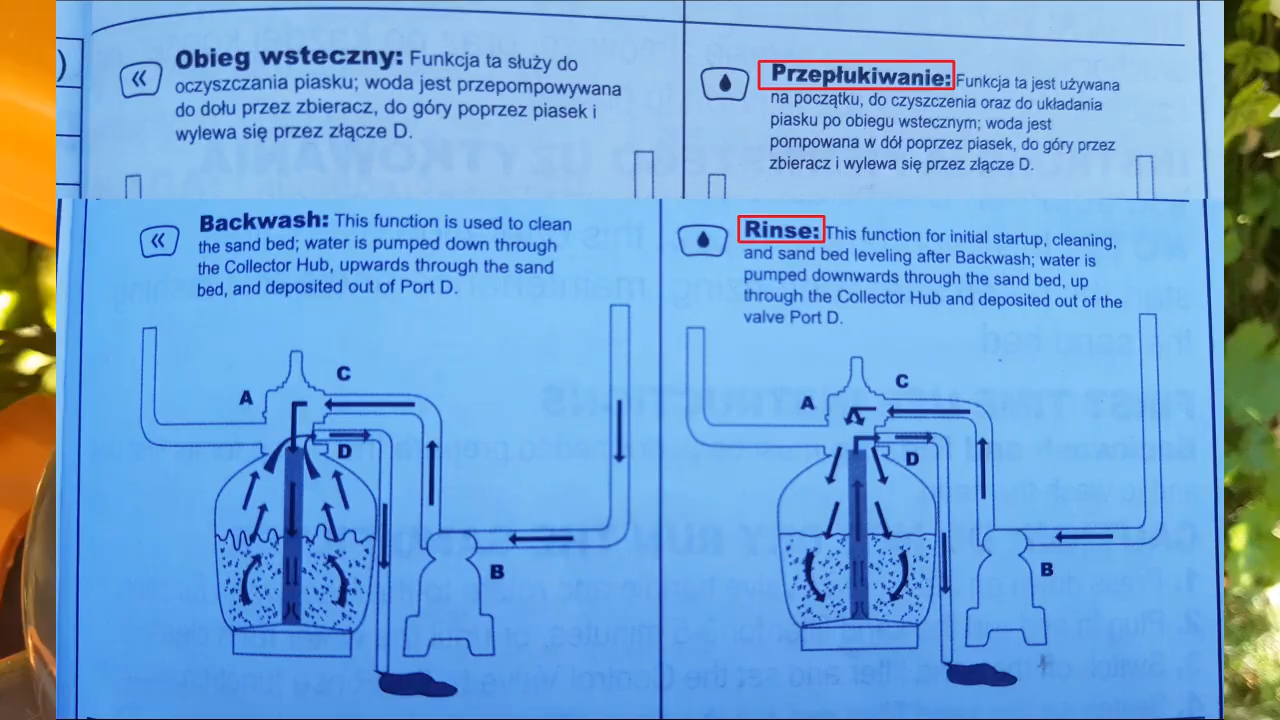 )
Obieg wsteczny: Funkcja ta służy do
oczyszczania piasku; woda jest przepompowywana
do dołu przez zbieracz, do góry poprzez piasek i
wylewa się przez złącze D.
Przepłukiwanie: Funkcja ta jest używana
na początku, do czyszczenia oraz do układania
piasku po obiegu wstecznym; woda jest
pompowana w dół poprzez piasek, do góry przez
zbieracz i wylewa się przez złącze D.
Backwash: This function is used to clean
the sand bed; water is pumped down through
the Collector Hub, upwards through the sand
bed, and deposited out of Port D.
A
C
D
B
Rinse: This function for initial startup, cleaning,
and sand bed leveling after Backwash; water is
pumped downwards through the sand bed, up
through the Collector Hub and deposited out of the
valve Port D.
A
C
D
B